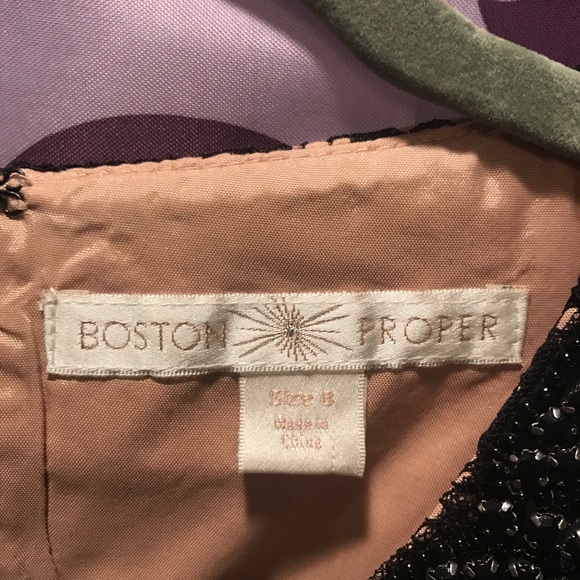 BOSTON PROPER
Size 8
Made in
China